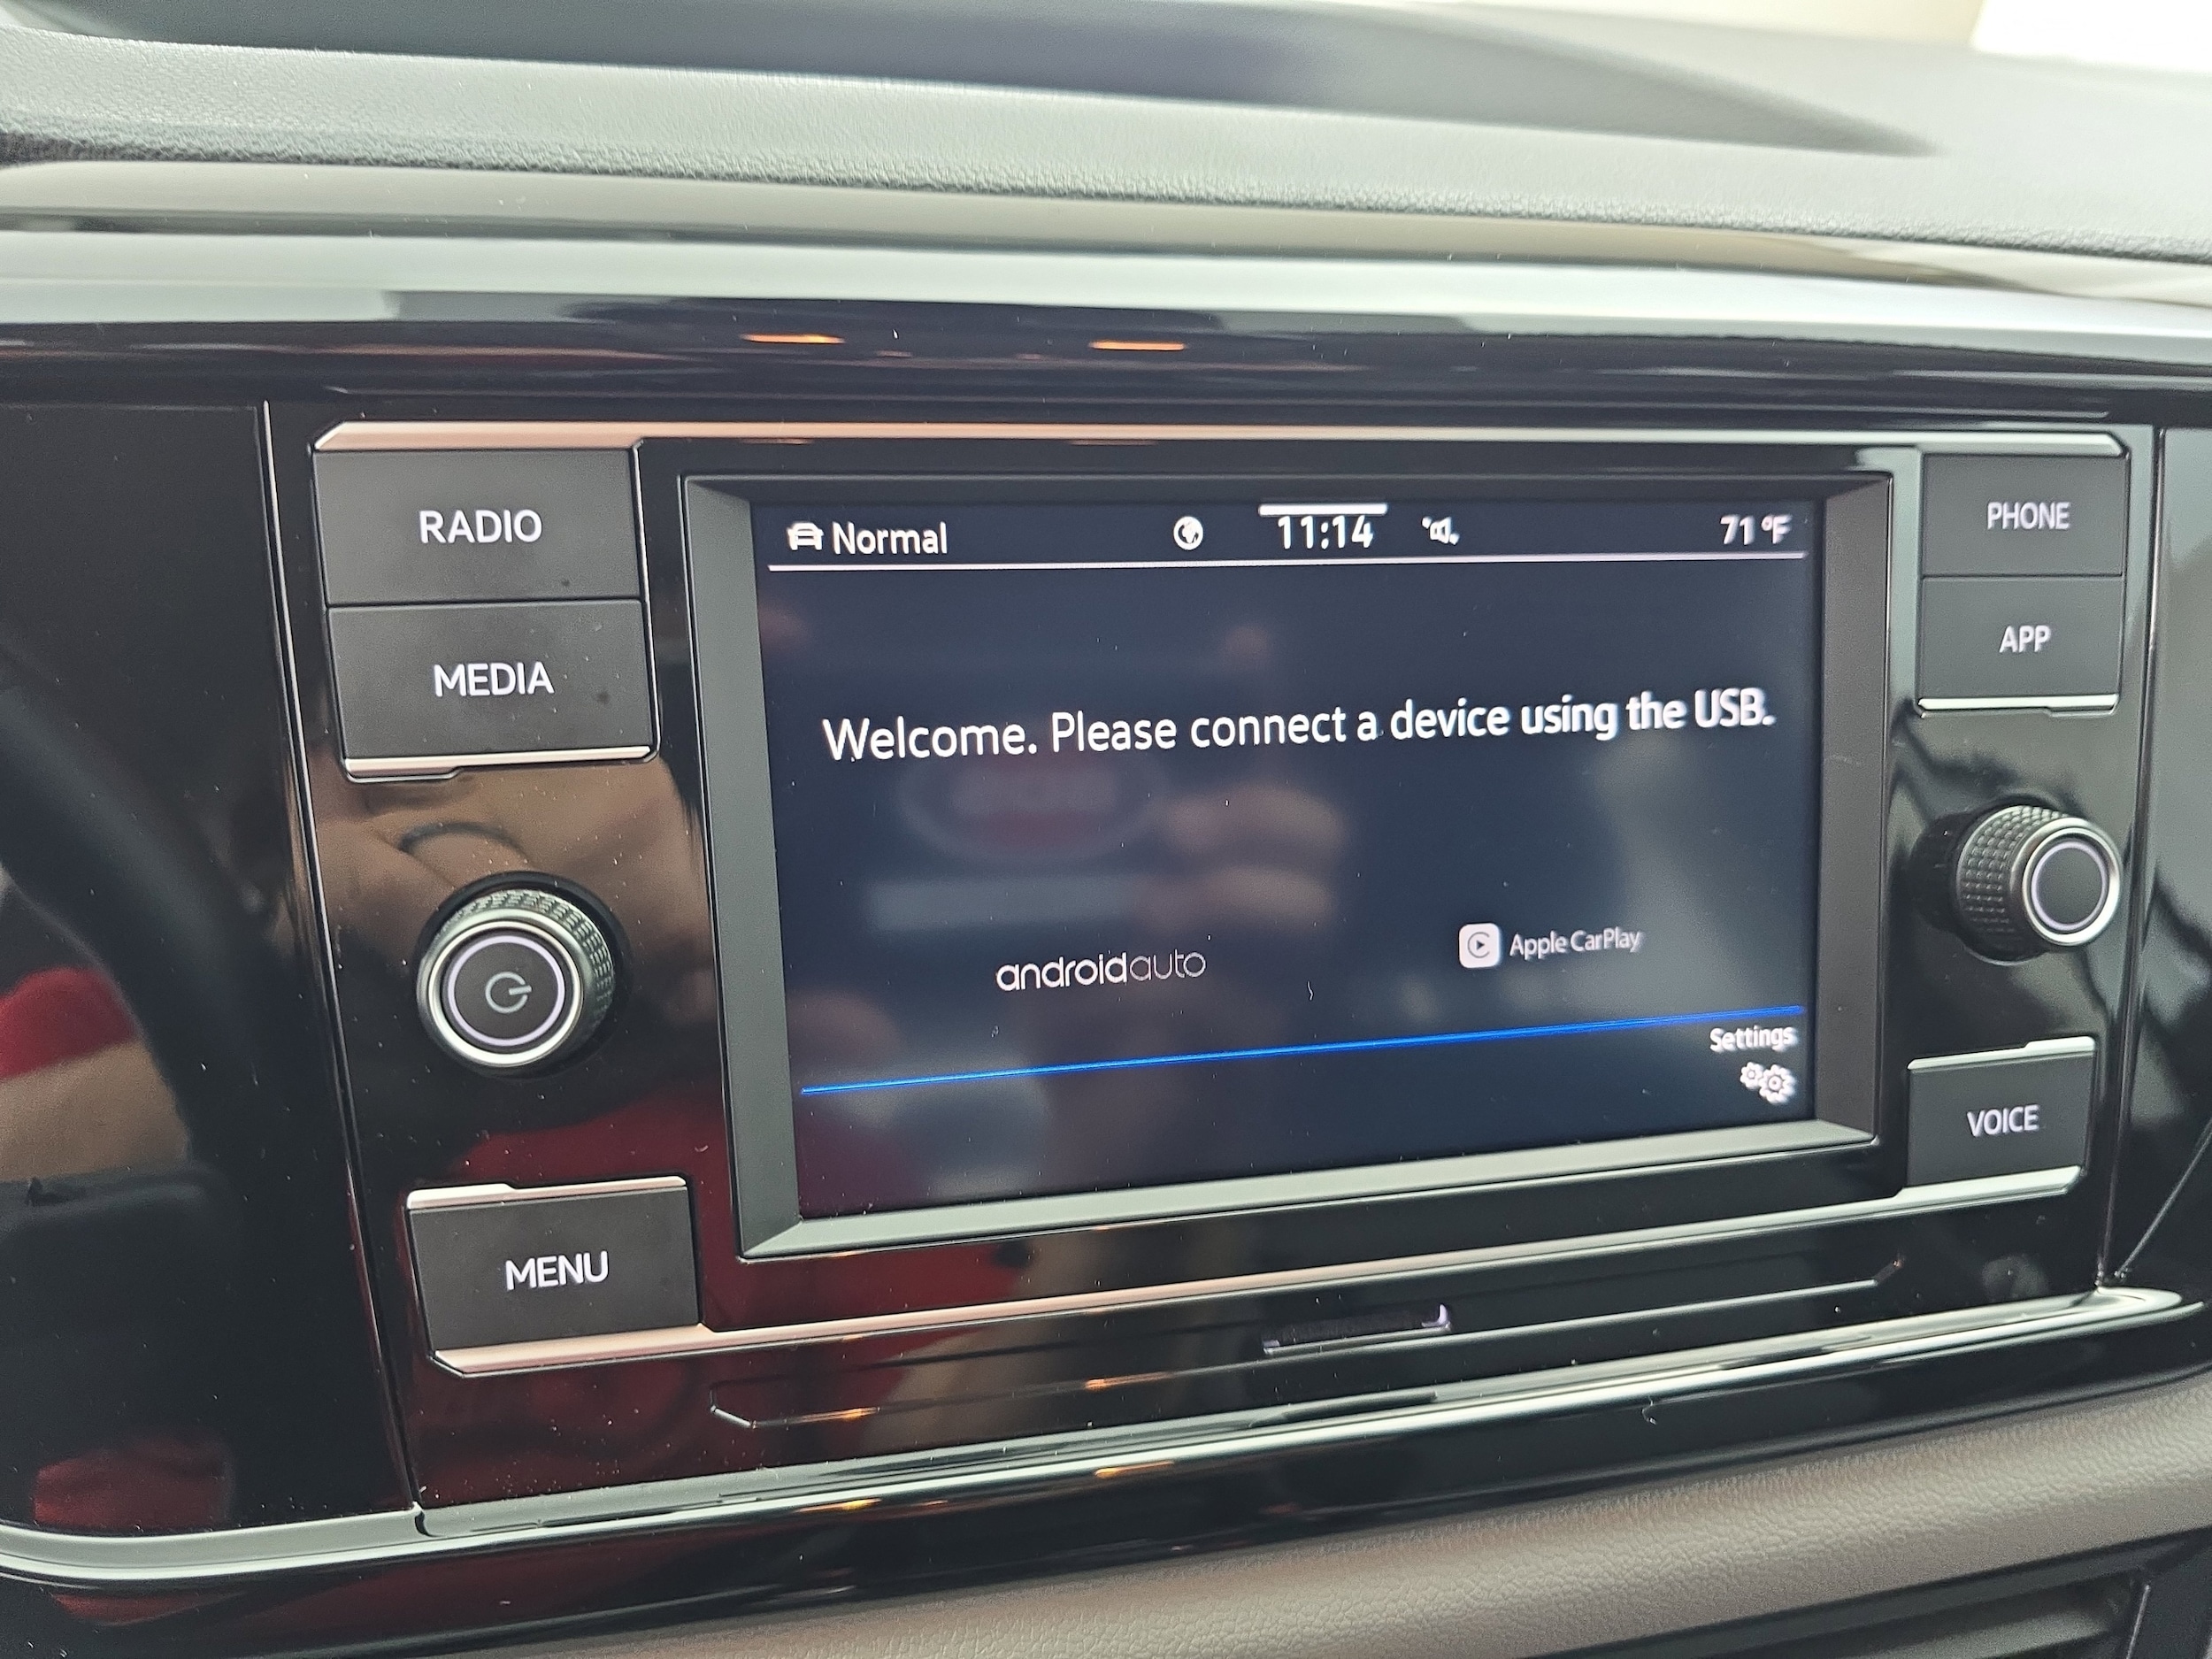 RADIO
MEDIA
MENU
Normal 11:14 71 °F
Welcome. Please connect a device using the USB.
androidauto
Apple CarPlay
Settings
PHONE
APP
VOICE